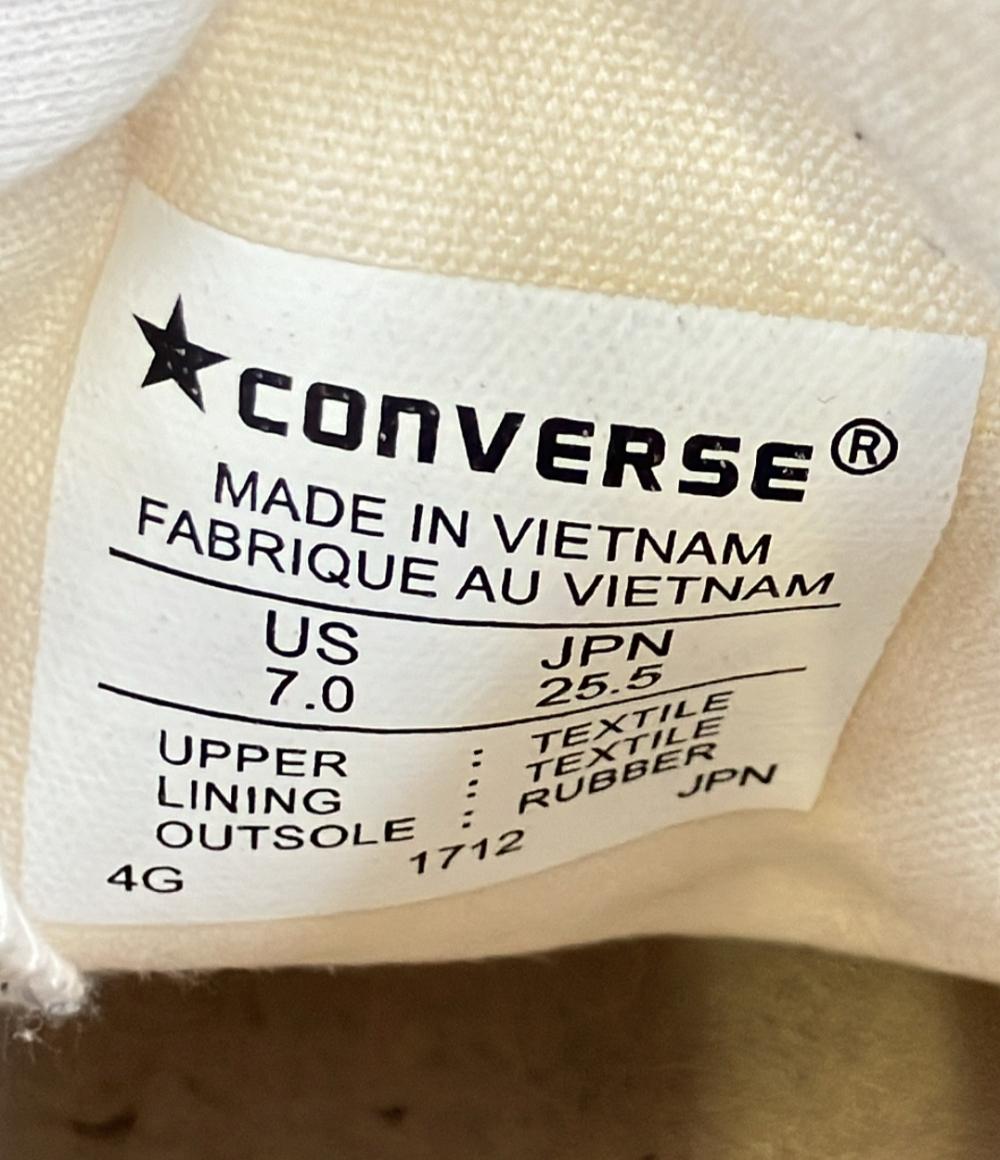 CONVERSE®
MADE IN VIETNAM
FABRIQUE AU VIETNAM
US JPN
7.0 25.5
UPPER : TEXTILE
LINING : TEXTILE
OUTSOLE : RUBBER
4G 1712 JPN